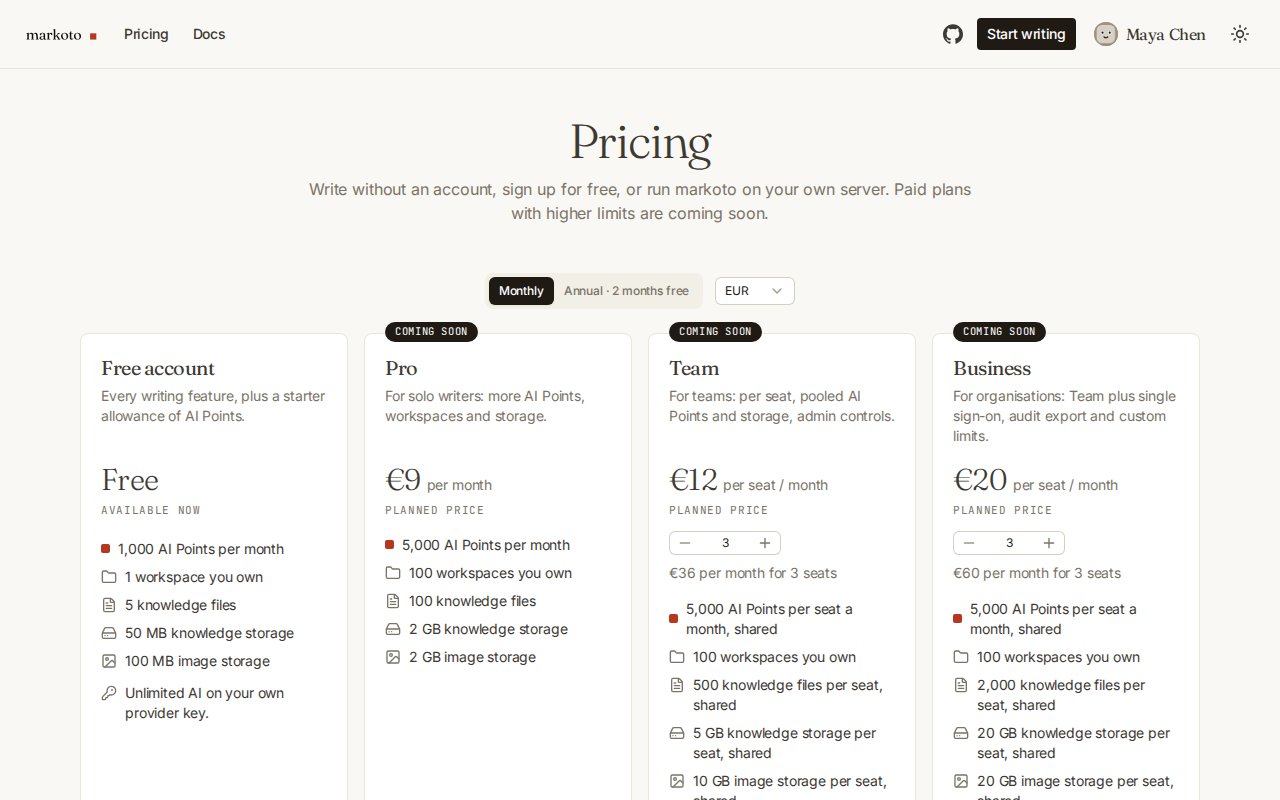 markoto
Pricing
Docs
Start writing
Maya Chen
Pricing
Write without an account, sign up for free, or run markoto on your own server. Paid plans
with higher limits are coming soon.
Monthly
Annual · 2 months free
EUR
Free account
Every writing feature, plus a starter
allowance of AI Points.
Free
AVAILABLE NOW
1,000 AI Points per month
1 workspace you own
5 knowledge files
50 MB knowledge storage
100 MB image storage
Unlimited AI on your own
provider key.
COMING SOON
Pro
For solo writers: more AI Points,
workspaces and storage.
€9 per month
PLANNED PRICE
5,000 AI Points per month
100 workspaces you own
100 knowledge files
2 GB knowledge storage
2 GB image storage
COMING SOON
Team
For teams: per seat, pooled AI
Points and storage, admin controls.
€12 per seat / month
PLANNED PRICE
3
€36 per month for 3 seats
5,000 AI Points per seat a
month, shared
100 workspaces you own
500 knowledge files per seat,
shared
5 GB knowledge storage per
seat, shared
10 GB image storage per seat,
shared
COMING SOON
Business
For organisations: Team plus single
sign-on, audit export and custom
limits.
€20 per seat / month
PLANNED PRICE
3
€60 per month for 3 seats
5,000 AI Points per seat a
month, shared
100 workspaces you own
2,000 knowledge files per
seat, shared
20 GB knowledge storage per
seat, shared
20 GB image storage per seat,
shared